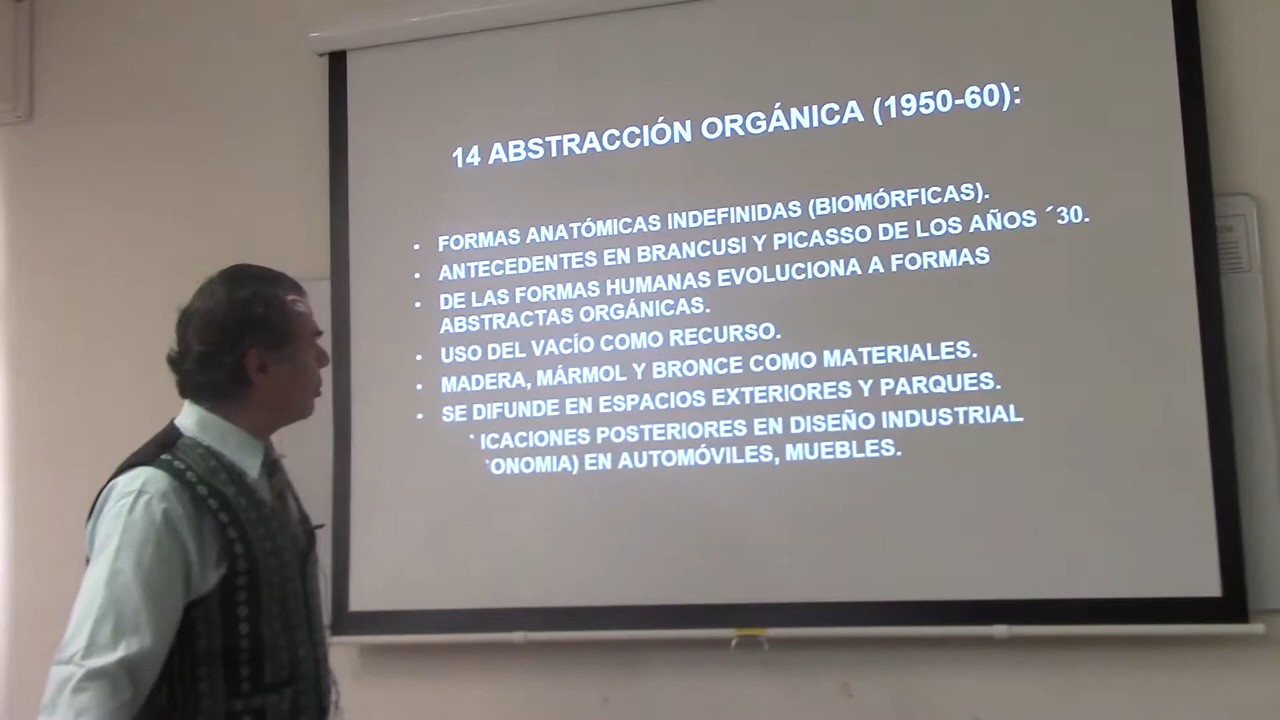 14 ABSTRACCIÓN ORGÁNICA (1950-60):
• FORMAS ANATÓMICAS INDEFINIDAS (BIOMÓRFICAS).
• ANTECEDENTES EN BRANCUSI Y PICASSO DE LOS AÑOS ´30.
• DE LAS FORMAS HUMANAS EVOLUCIONA A FORMAS
ABSTRACTAS ORGÁNICAS.
• USO DEL VACÍO COMO RECURSO.
• MADERA, MÁRMOL Y BRONCE COMO MATERIALES.
• SE DIFUNDE EN ESPACIOS EXTERIORES Y PARQUES.
ICACIONES POSTERIORES EN DISEÑO INDUSTRIAL
ONOMIA) EN AUTOMÓVILES, MUEBLES.